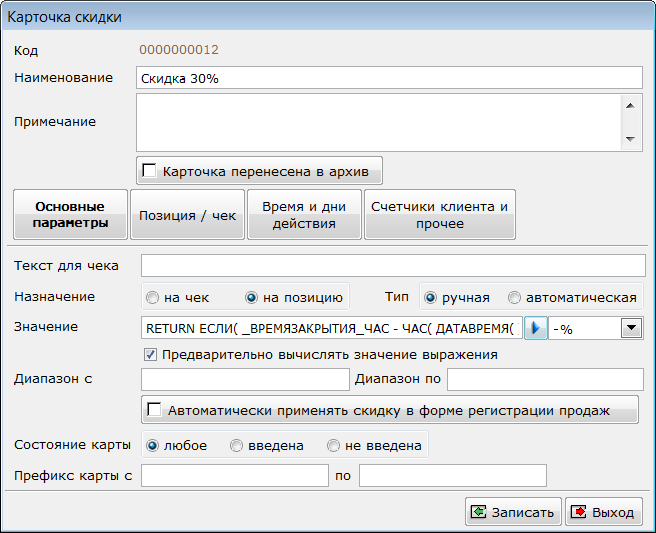 Карточка скидки
Код 0000000012
Наименование Скидка 30%
Примечание
Карточка перенесена в архив
Основные параметры
Позиция / чек
Время и дни действия
Счетчики клиента и прочее
Текст для чека
Назначение на чек на позицию Тип ручная автоматическая
Значение RETURN ЕСЛИ( _ВРЕМЯЗАКРЫТИЯ_ЧАС - ЧАС( ДАТАВРЕМЯ( -%
Предварительно вычислять значение выражения
Диапазон с Диапазон по
Автоматически применять скидку в форме регистрации продаж
Состояние карты любое введена не введена
Префикс карты с по
Записать Выход